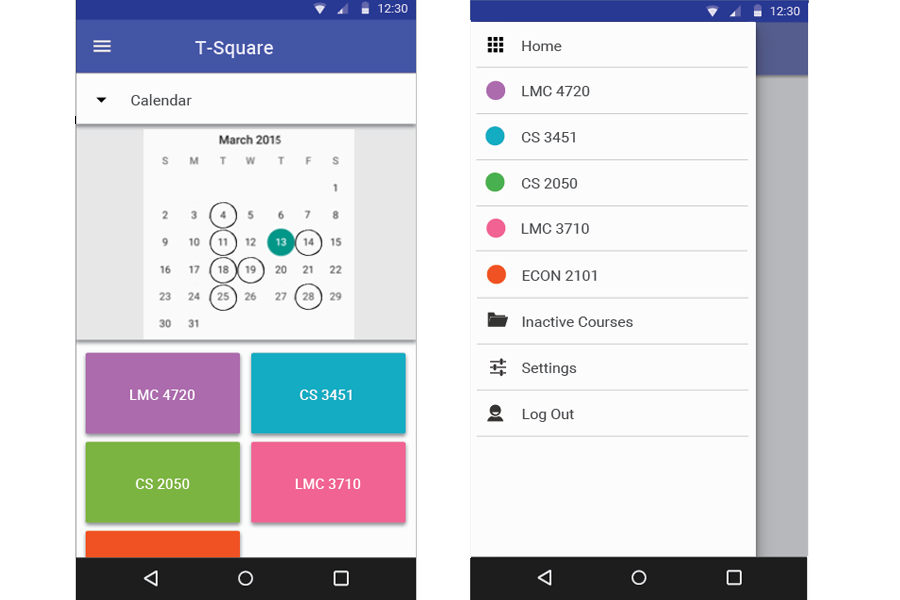 12:30
T-Square
Calendar
March 2015
S M T W T F S
1
2 3 4 5 6 7 8
9 10 11 12 13 14 15
16 17 18 19 20 21 22
23 24 25 26 27 28 29
30 31
LMC 4720 CS 3451
CS 2050 LMC 3710
12:30
Home
LMC 4720
CS 3451
CS 2050
LMC 3710
ECON 2101
Inactive Courses
Settings
Log Out